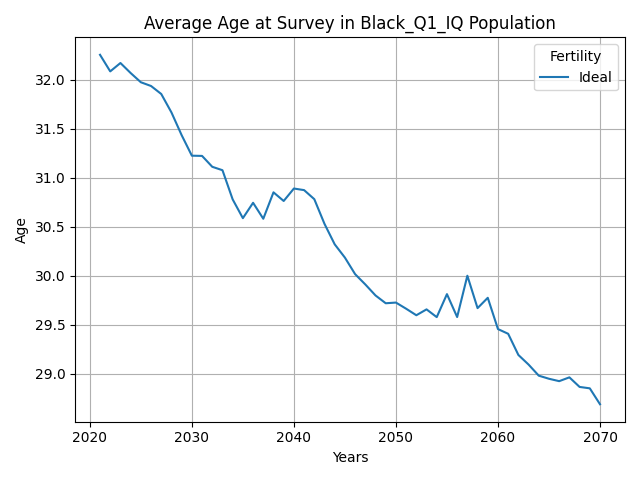 Average Age at Survey in Black_Q1_IQ Population
Fertility
Ideal
32.0
31.5
31.0
30.5
30.0
29.5
29.0
Age
2020
2030
2040
2050
2060
2070
Years